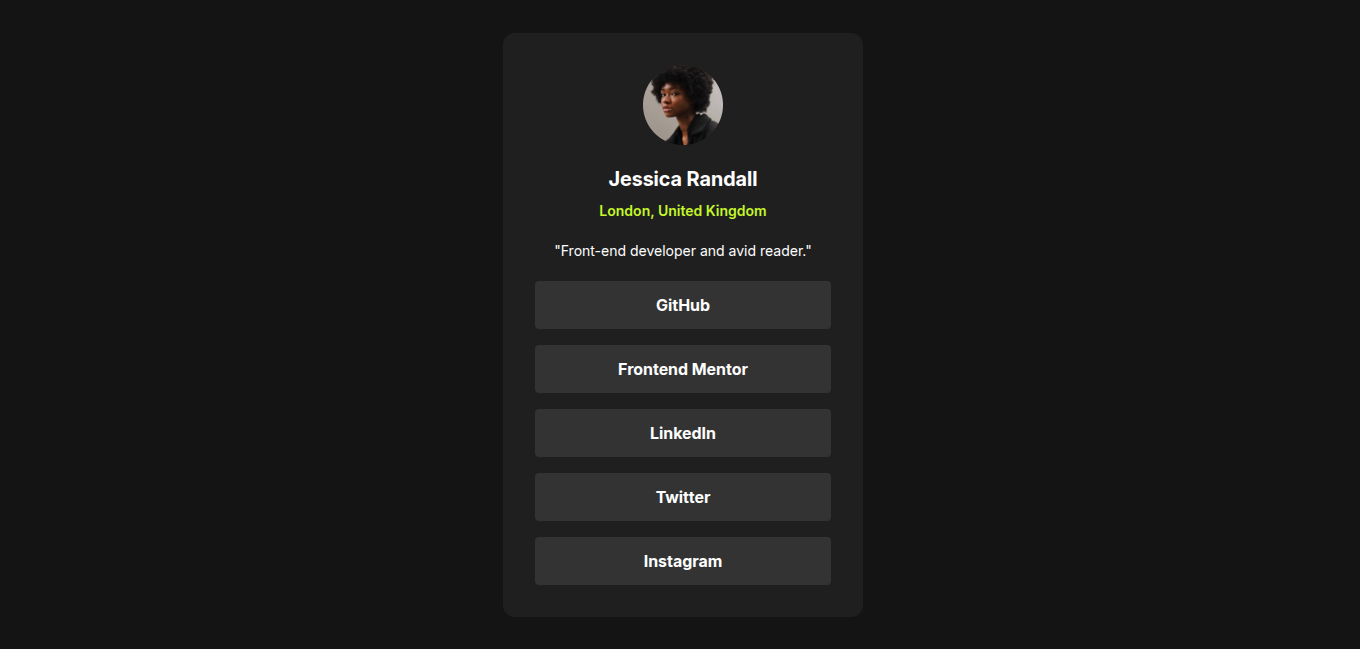 Jessica Randall
London, United Kingdom
"Front-end developer and avid reader."
GitHub
Frontend Mentor
LinkedIn
Twitter
Instagram